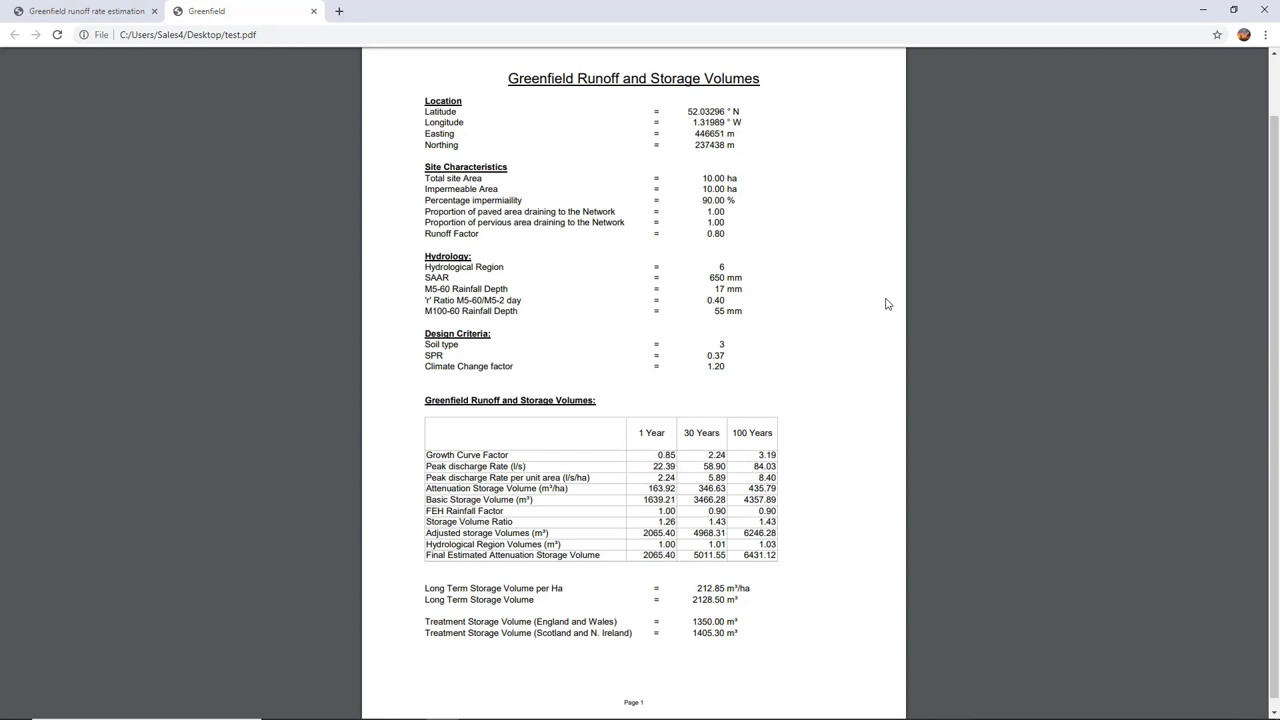 Greenfield runoff rate estimation
Greenfield
File C:/Users/Sales4/Desktop/test.pdf
Greenfield Runoff and Storage Volumes
Location
Latitude = 52.03296 ° N
Longitude = 1.31989 ° W
Easting = 446651 m
Northing = 237438 m
Site Characteristics
Total site Area = 10.00 ha
Impermeable Area = 10.00 ha
Percentage impermiaility = 90.00 %
Proportion of paved area draining to the Network = 1.00
Proportion of pervious area draining to the Network = 1.00
Runoff Factor = 0.80
Hydrology:
Hydrological Region = 6
SAAR = 650 mm
M5-60 Rainfall Depth = 17 mm
'r' Ratio M5-60/M5-2 day = 0.40
M100-60 Rainfall Depth = 55 mm
Design Criteria:
Soil type = 3
SPR = 0.37
Climate Change factor = 1.20
Greenfield Runoff and Storage Volumes:
1 Year 30 Years 100 Years
Growth Curve Factor 0.85 2.24 3.19
Peak discharge Rate (l/s) 22.39 58.90 84.03
Peak discharge Rate per unit area (l/s/ha) 2.24 5.89 8.40
Attenuation Storage Volume (m³/ha) 163.92 346.63 435.79
Basic Storage Volume (m³) 1639.21 3466.28 4357.89
FEH Rainfall Factor 1.00 0.90 0.90
Storage Volume Ratio 1.26 1.43 1.43
Adjusted storage Volumes (m³) 2065.40 4968.31 6246.28
Hydrological Region Volumes (m³) 1.00 1.01 1.03
Final Estimated Attenuation Storage Volume 2065.40 5011.55 6431.12
Long Term Storage Volume per Ha = 212.85 m³/ha
Long Term Storage Volume = 2128.50 m³
Treatment Storage Volume (England and Wales) = 1350.00 m³
Treatment Storage Volume (Scotland and N. Ireland) = 1405.30 m³
Page 1